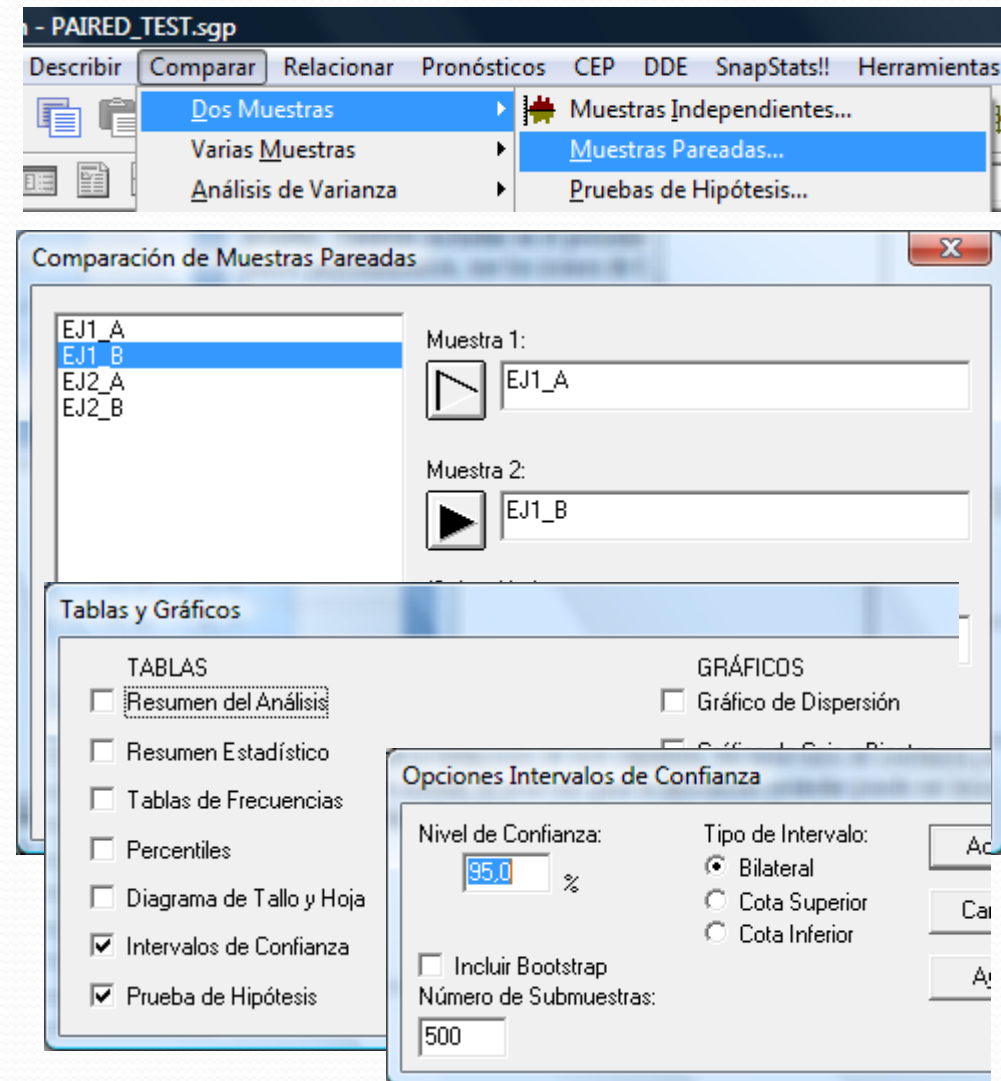 - PAIRED_TEST.sgp
Describir Comparar Relacionar Pronósticos CEP DDE SnapStats!! Herramientas
Dos Muestras
Varias Muestras
Análisis de Varianza
Muestras Independientes...
Muestras Pareadas...
Pruebas de Hipótesis...
Comparación de Muestras Pareadas
EJ1_A
EJ1_B
EJ2_A
EJ2_B
Muestra 1:
EJ1_A
Muestra 2:
EJ1_B
Tablas y Gráficos
TABLAS
Resumen del Análisis
Resumen Estadístico
Tablas de Frecuencias
Percentiles
Diagrama de Tallo y Hoja
Intervalos de Confianza
Prueba de Hipótesis
GRÁFICOS
Gráfico de Dispersión
Opciones Intervalos de Confianza
Nivel de Confianza:
95,0 %
Incluir Bootstrap
Número de Submuestras:
500
Tipo de Intervalo:
Bilateral
Cota Superior
Cota Inferior